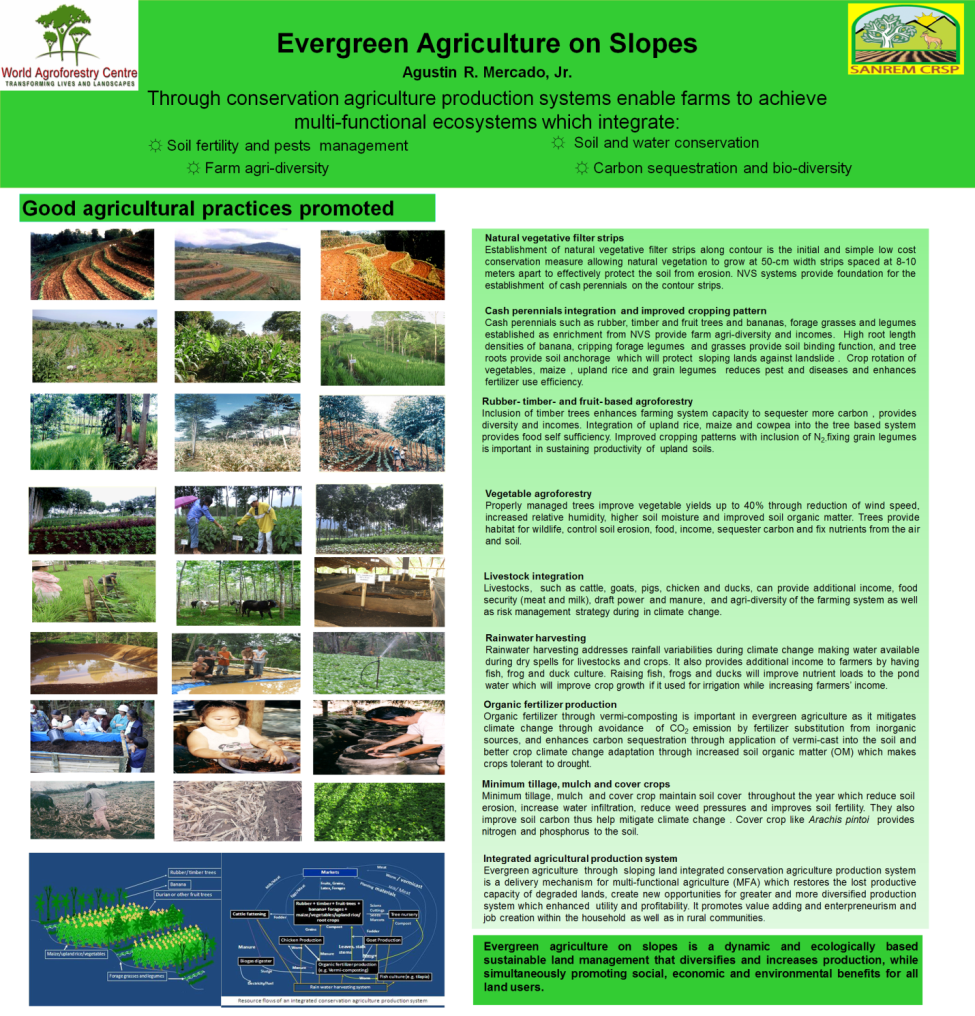 World Agroforestry Centre
TRANSFORMING LIVES AND LANDSCAPES
SANREM CRSP
Evergreen Agriculture on Slopes
Agustin R. Mercado, Jr.
Through conservation agriculture production systems enable farms to achieve
multi-functional ecosystems which integrate:
☼ Soil fertility and pests management
☼ Soil and water conservation
☼ Farm agri-diversity
☼ Carbon sequestration and bio-diversity
Good agricultural practices promoted
Natural vegetative filter strips
Establishment of natural vegetative filter strips along contour is the initial and simple low cost
conservation measure allowing natural vegetation to grow at 50-cm width strips spaced at 8-10
meters apart to effectively protect the soil from erosion. NVS systems provide foundation for the
establishment of cash perennials on the contour strips.
Cash perennials integration and improved cropping pattern
Cash perennials such as rubber, timber and fruit trees and bananas, forage grasses and legumes
established as enrichment from NVS provide farm agri-diversity and incomes. High root length
densities of banana, cripping forage legumes and grasses provide soil binding function, and tree
roots provide soil anchorage which will protect sloping lands against landslide . Crop rotation of
vegetables, maize , upland rice and grain legumes reduces pest and diseases and enhances
fertilizer use efficiency.
Rubber- timber- and fruit-based agroforestry
Inclusion of timber trees enhances farming system capacity to sequester more carbon , provides
diversity and incomes. Integration of upland rice, maize and cowpea into the tree based system
provides food self sufficiency. Improved cropping patterns with inclusion of N2 fixing grain legumes
is important in sustaining productivity of upland soils.
Vegetable agroforestry
Properly managed trees improve vegetable yields up to 40% through reduction of wind speed,
increased relative humidity, higher soil moisture and improved soil organic matter. Trees provide
habitat for wildlife, control soil erosion, food, income, sequester carbon and fix nutrients from the air
and soil.
Livestock integration
Livestocks, such as cattle, goats, pigs, chicken and ducks, can provide additional income, food
security (meat and milk), draft power and manure, and agri-diversity of the farming system as well
as risk management strategy during in climate change.
Rainwater harvesting
Rainwater harvesting addresses rainfall variabilities during climate change making water available
during dry spells for livestocks and crops. It also provides additional income to farmers by having
fish, frog and duck culture. Raising fish, frogs and ducks will improve nutrient loads to the pond
water which will improve crop growth if it used for irrigation while increasing farmers' income.
Organic fertilizer production
Organic fertilizer through vermi-composting is important in evergreen agriculture as it mitigates
climate change through avoidance of CO2 emission by fertilizer substitution from inorganic
sources, and enhances carbon sequestration through application of vermi-cast into the soil and
better crop climate change adaptation through increased soil organic matter (OM) which makes
crops tolerant to drought.
Minimum tillage, mulch and cover crops
Minimum tillage, mulch and cover crop maintain soil cover throughout the year which reduce soil
erosion, increase water infiltration, reduce weed pressures and improves soil fertility. They also
improve soil carbon thus help mitigate climate change . Cover crop like Arachis pintoi provides
nitrogen and phosphorus to the soil.
Integrated agricultural production system
Evergreen agriculture through sloping land integrated conservation agriculture production system
is a delivery mechanism for multi-functional agriculture (MFA) which restores the lost productive
capacity of degraded lands, create new opportunities for greater and more diversified production
system which enhanced utility and profitability. It promotes value adding and enterpreneurism and
job creation within the household as well as in rural communities.
Evergreen agriculture on slopes is a dynamic and ecologically based
sustainable land management that diversifies and increases production, while
simultaneously promoting social, economic and environmental benefits for all
land users.
Rubber/timber trees
Banana
Durian or other fruit trees
Maize/upland rice/vegetables
Forage grasses and legumes
Markets
Fruits, Grains,
Latex, Forages
Planting materials
Cattle fattening
Fodder
Rubber + timber + fruit-trees +
banana+ forages +
maize/vegetables/upland rice/
root crops
Tree nursery
Compost
Chicken Production
Goat Production
Manure
Biogas digester
Organic fertilizer production
(e.g. Vermi-composting)
Fish culture (e.g. tilapia)
Rain water harvesting system
Resource flows of an integrated conservation agriculture production system